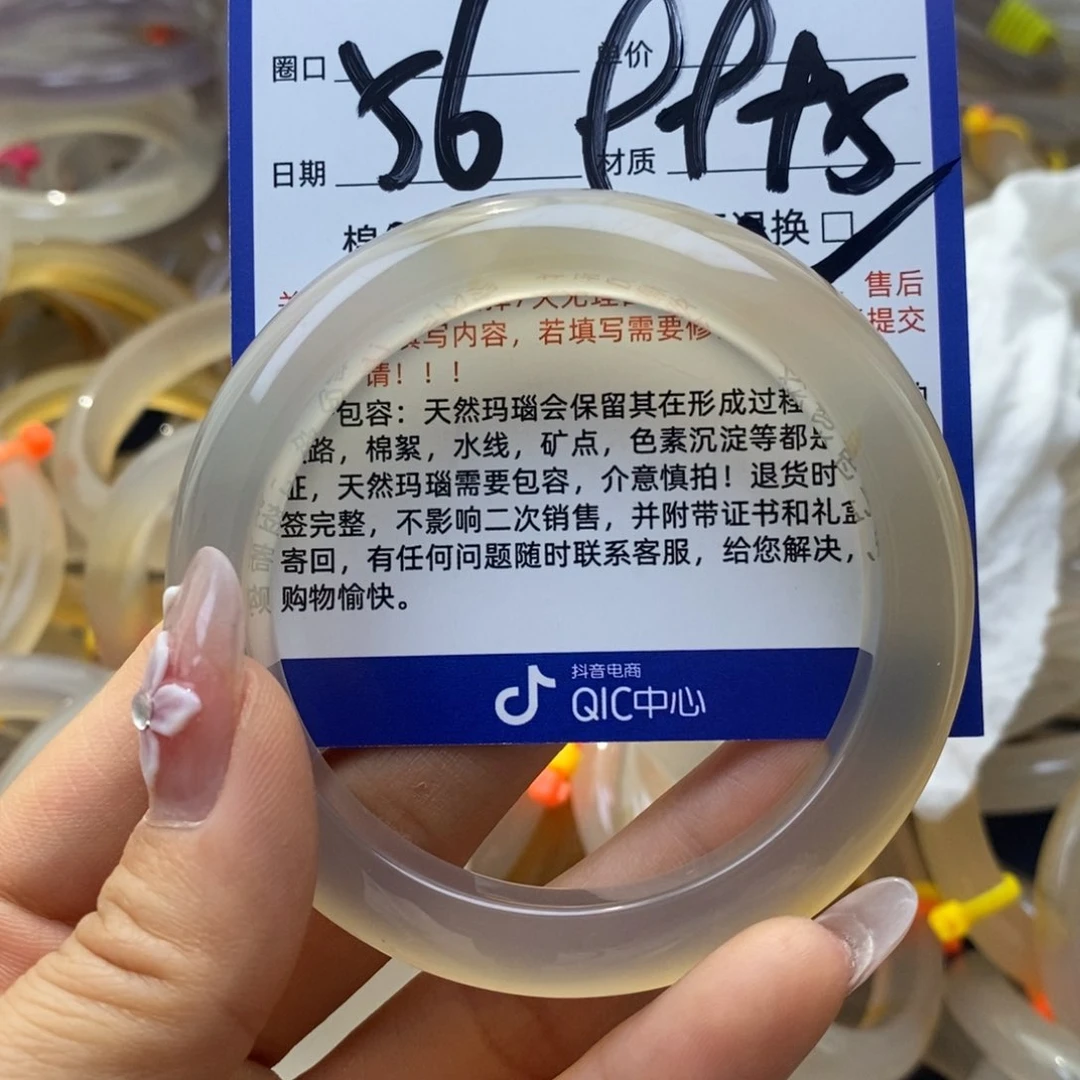 圈口 56 单价
PPAs
日期 材质
棉 退换 □
售后
写内容，若填写需要修 提交
请！！！
包容：天然玛瑙会保留其在形成过程
路，棉絮，水线，矿点，色素沉淀等都是
证，天然玛瑙需要包容，介意慎拍！退货时
签完整，不影响二次销售，并附带证书和礼盒
寄回，有任何问题随时联系客服，给您解决，
购物愉快。
抖音电商
QIC中心